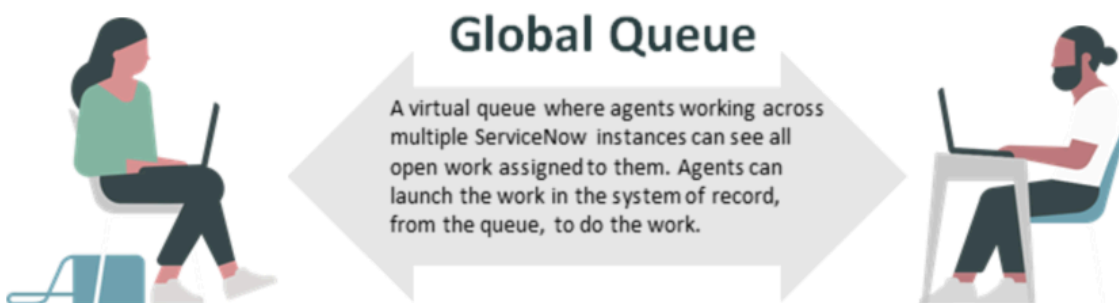 Global Queue
A virtual queue where agents working across
multiple ServiceNow instances can see all
open work assigned to them. Agents can
launch the work in the system of record,
from the queue, to do the work.